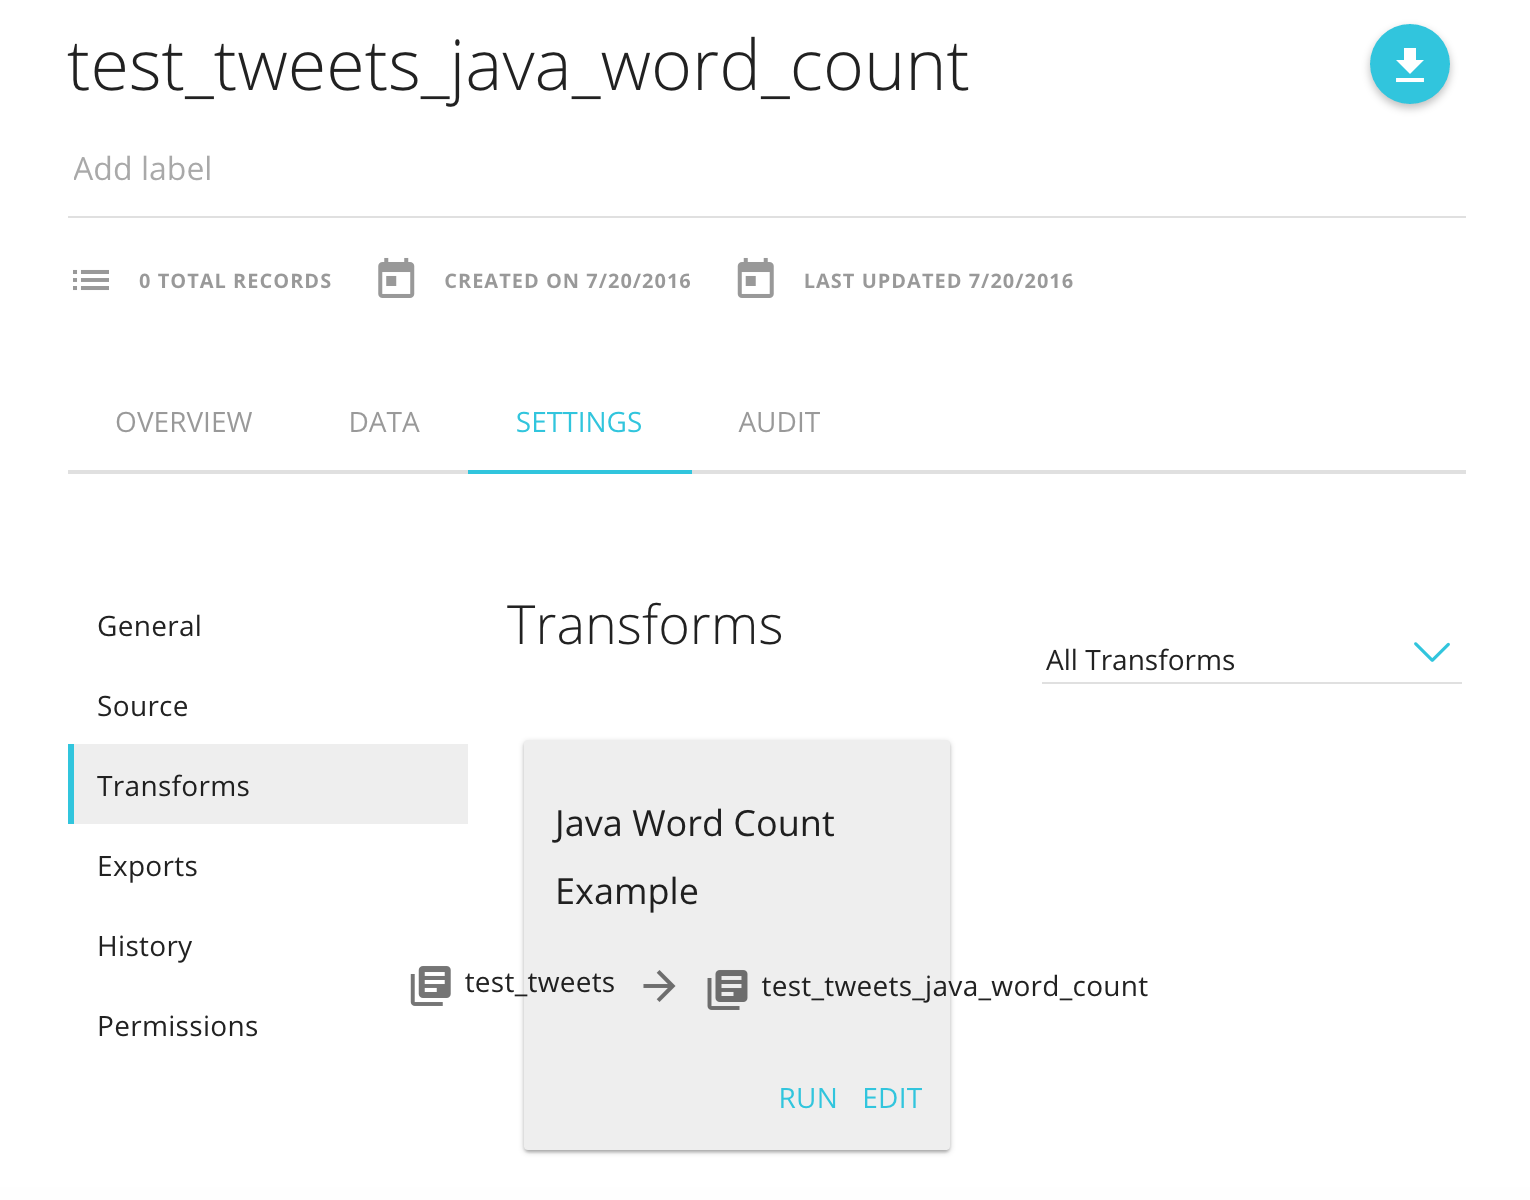 test_tweets_java_word_count
Add label
0 TOTAL RECORDS CREATED ON 7/20/2016 LAST UPDATED 7/20/2016
OVERVIEW DATA SETTINGS AUDIT
General
Source
Transforms
Exports
History
Permissions
Transforms
All Transforms
Java Word Count
Example
test_tweets test_tweets_java_word_count
RUN EDIT